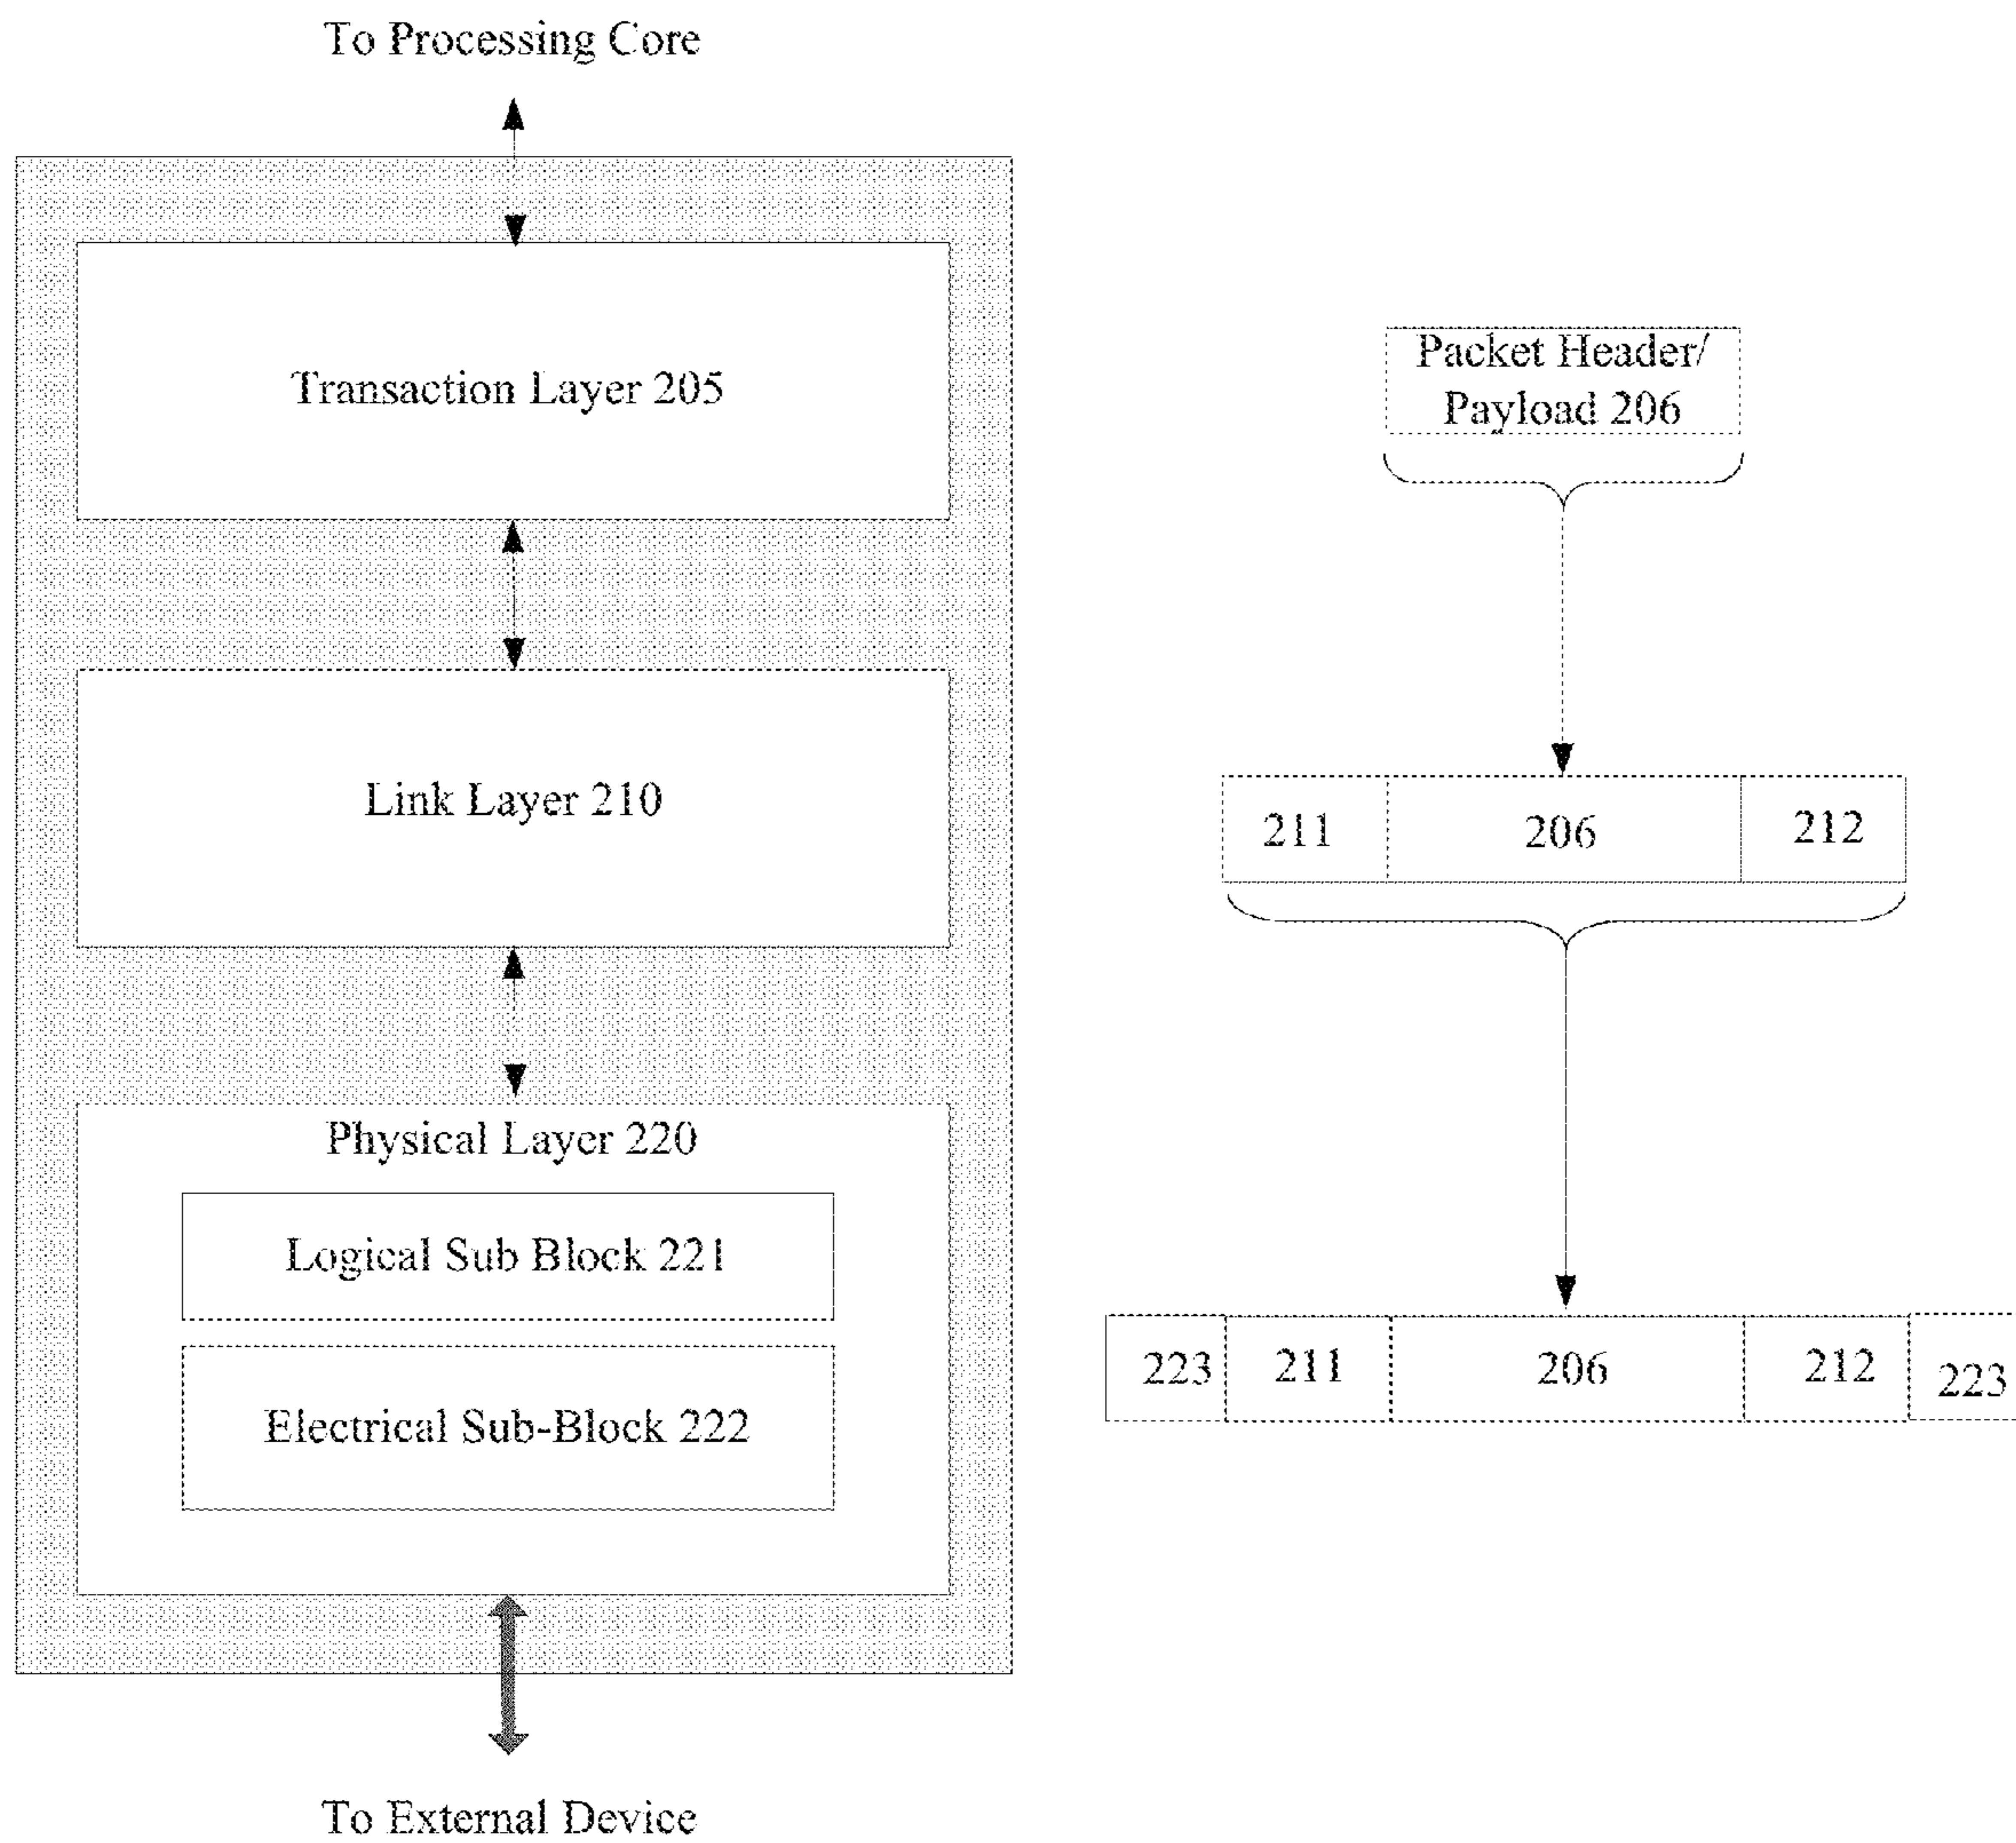 To Processing Core
Transaction Layer 205
Packet Header/
Payload 206
Link Layer 210
211 206 212
Physical Layer 220
Logical Sub Block 221
Electrical Sub-Block 222
223 211 206 212 223
To External Device